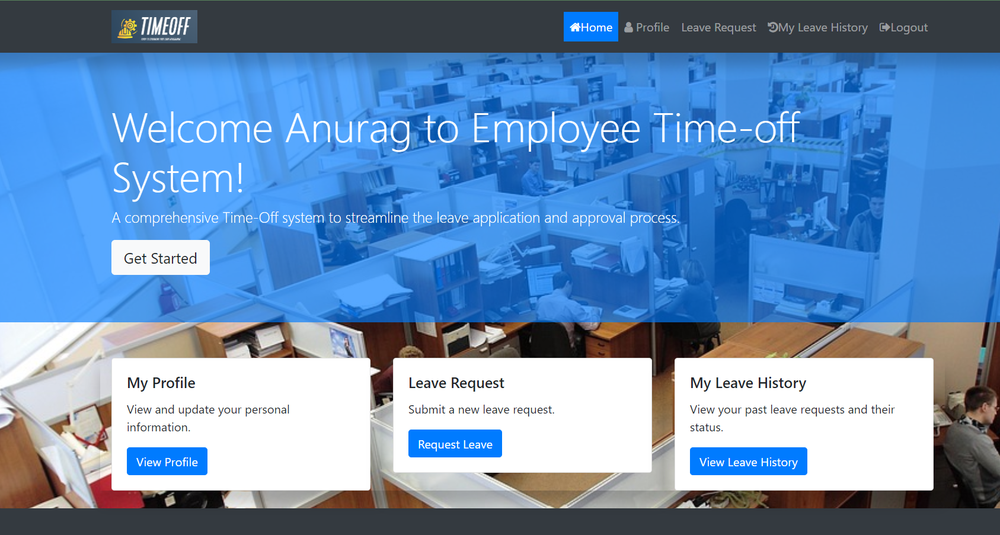 TIMEOFF
Home
Profile
Leave Request
My Leave History
Logout
Welcome Anurag to Employee Time-off
System!
A comprehensive Time-Off system to streamline the leave application and approval process.
Get Started
My Profile
View and update your personal
information.
View Profile
Leave Request
Submit a new leave request.
Request Leave
My Leave History
View your past leave requests and their
status.
View Leave History